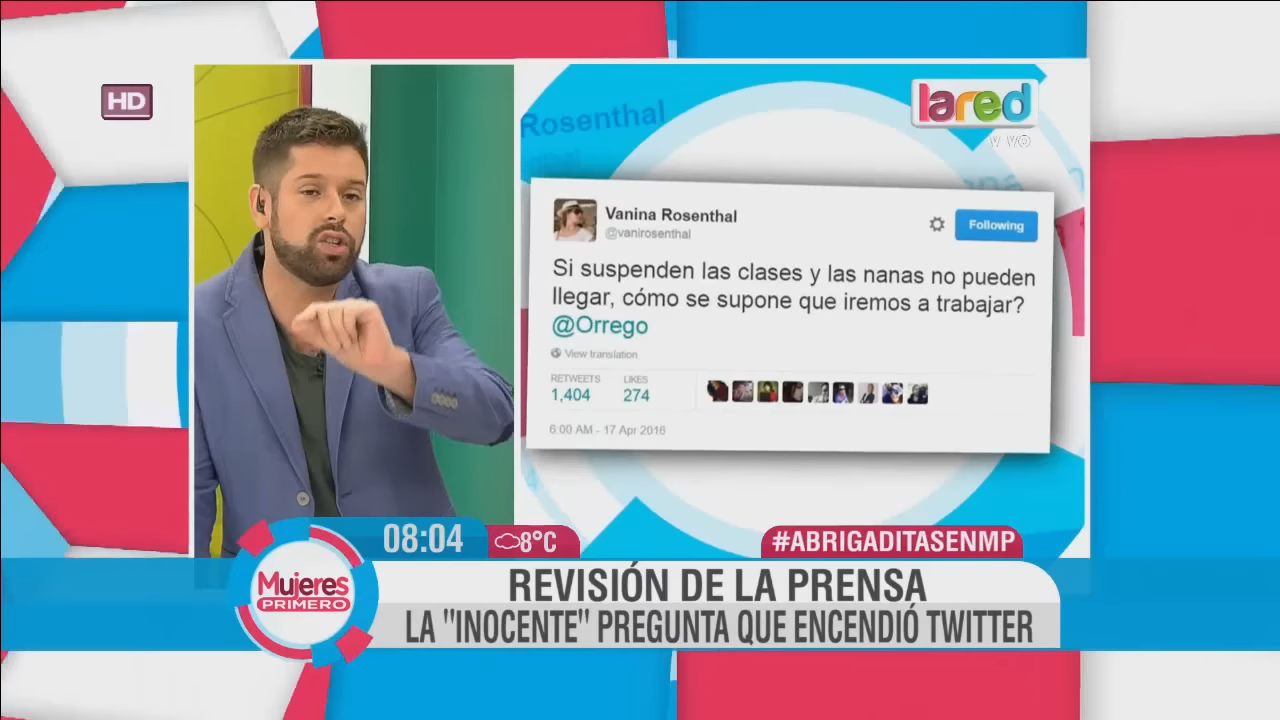 HD
Rosenthal
lared
VIVO
Vanina Rosenthal
@vanirosenthal
Following
Si suspenden las clases y las nanas no pueden
llegar, cómo se supone que iremos a trabajar?
@Orrego
View translation
RETWEETS LIKES
1,404 274
6:00 AM - 17 Apr 2016
08:04 8°C
#ABRIGADITASENMP
Mujeres
PRIMERO
REVISIÓN DE LA PRENSA
LA "INOCENTE" PREGUNTA QUE ENCENDIÓ TWITTER